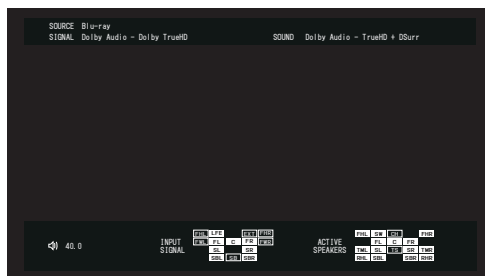 SOURCE Blu-ray
SIGNAL Dolby Audio - Dolby TrueHD SOUND Dolby Audio - TrueHD + DSurr
FHL LFE EXT FHR FHL SW CH FHR
40.0 INPUT SIGNAL FWL FL C FR FWR ACTIVE SPEAKERS FL C FR
SL SR TML SL TS SR TMR
SBL SB SBR RHL SBL SBR RHR